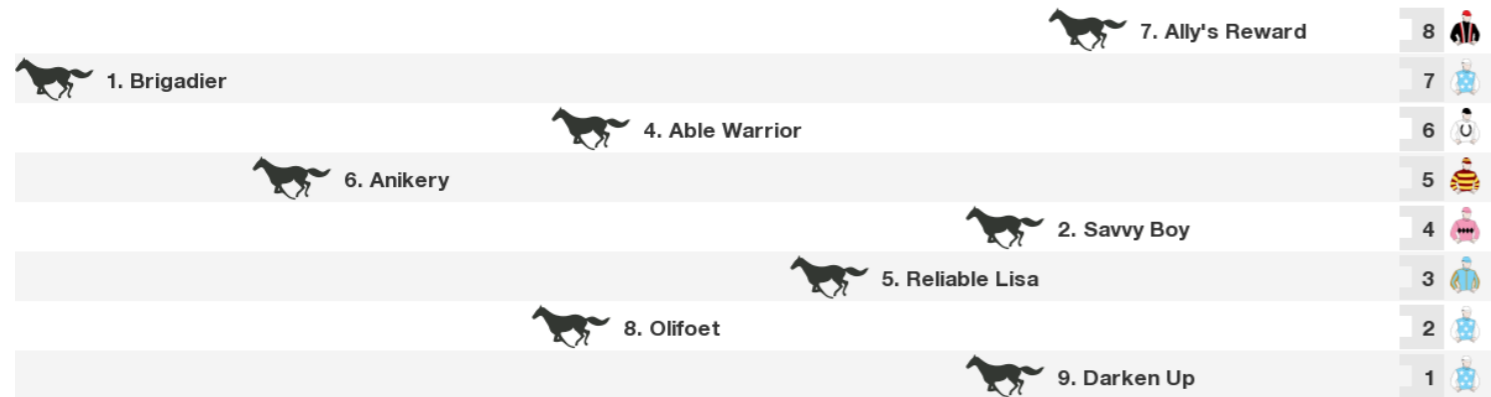 7. Ally's Reward 8
1. Brigadier 7
4. Able Warrior 6
6. Anikery 5
2. Savvy Boy 4
5. Reliable Lisa 3
8. Olifoet 2
9. Darken Up 1